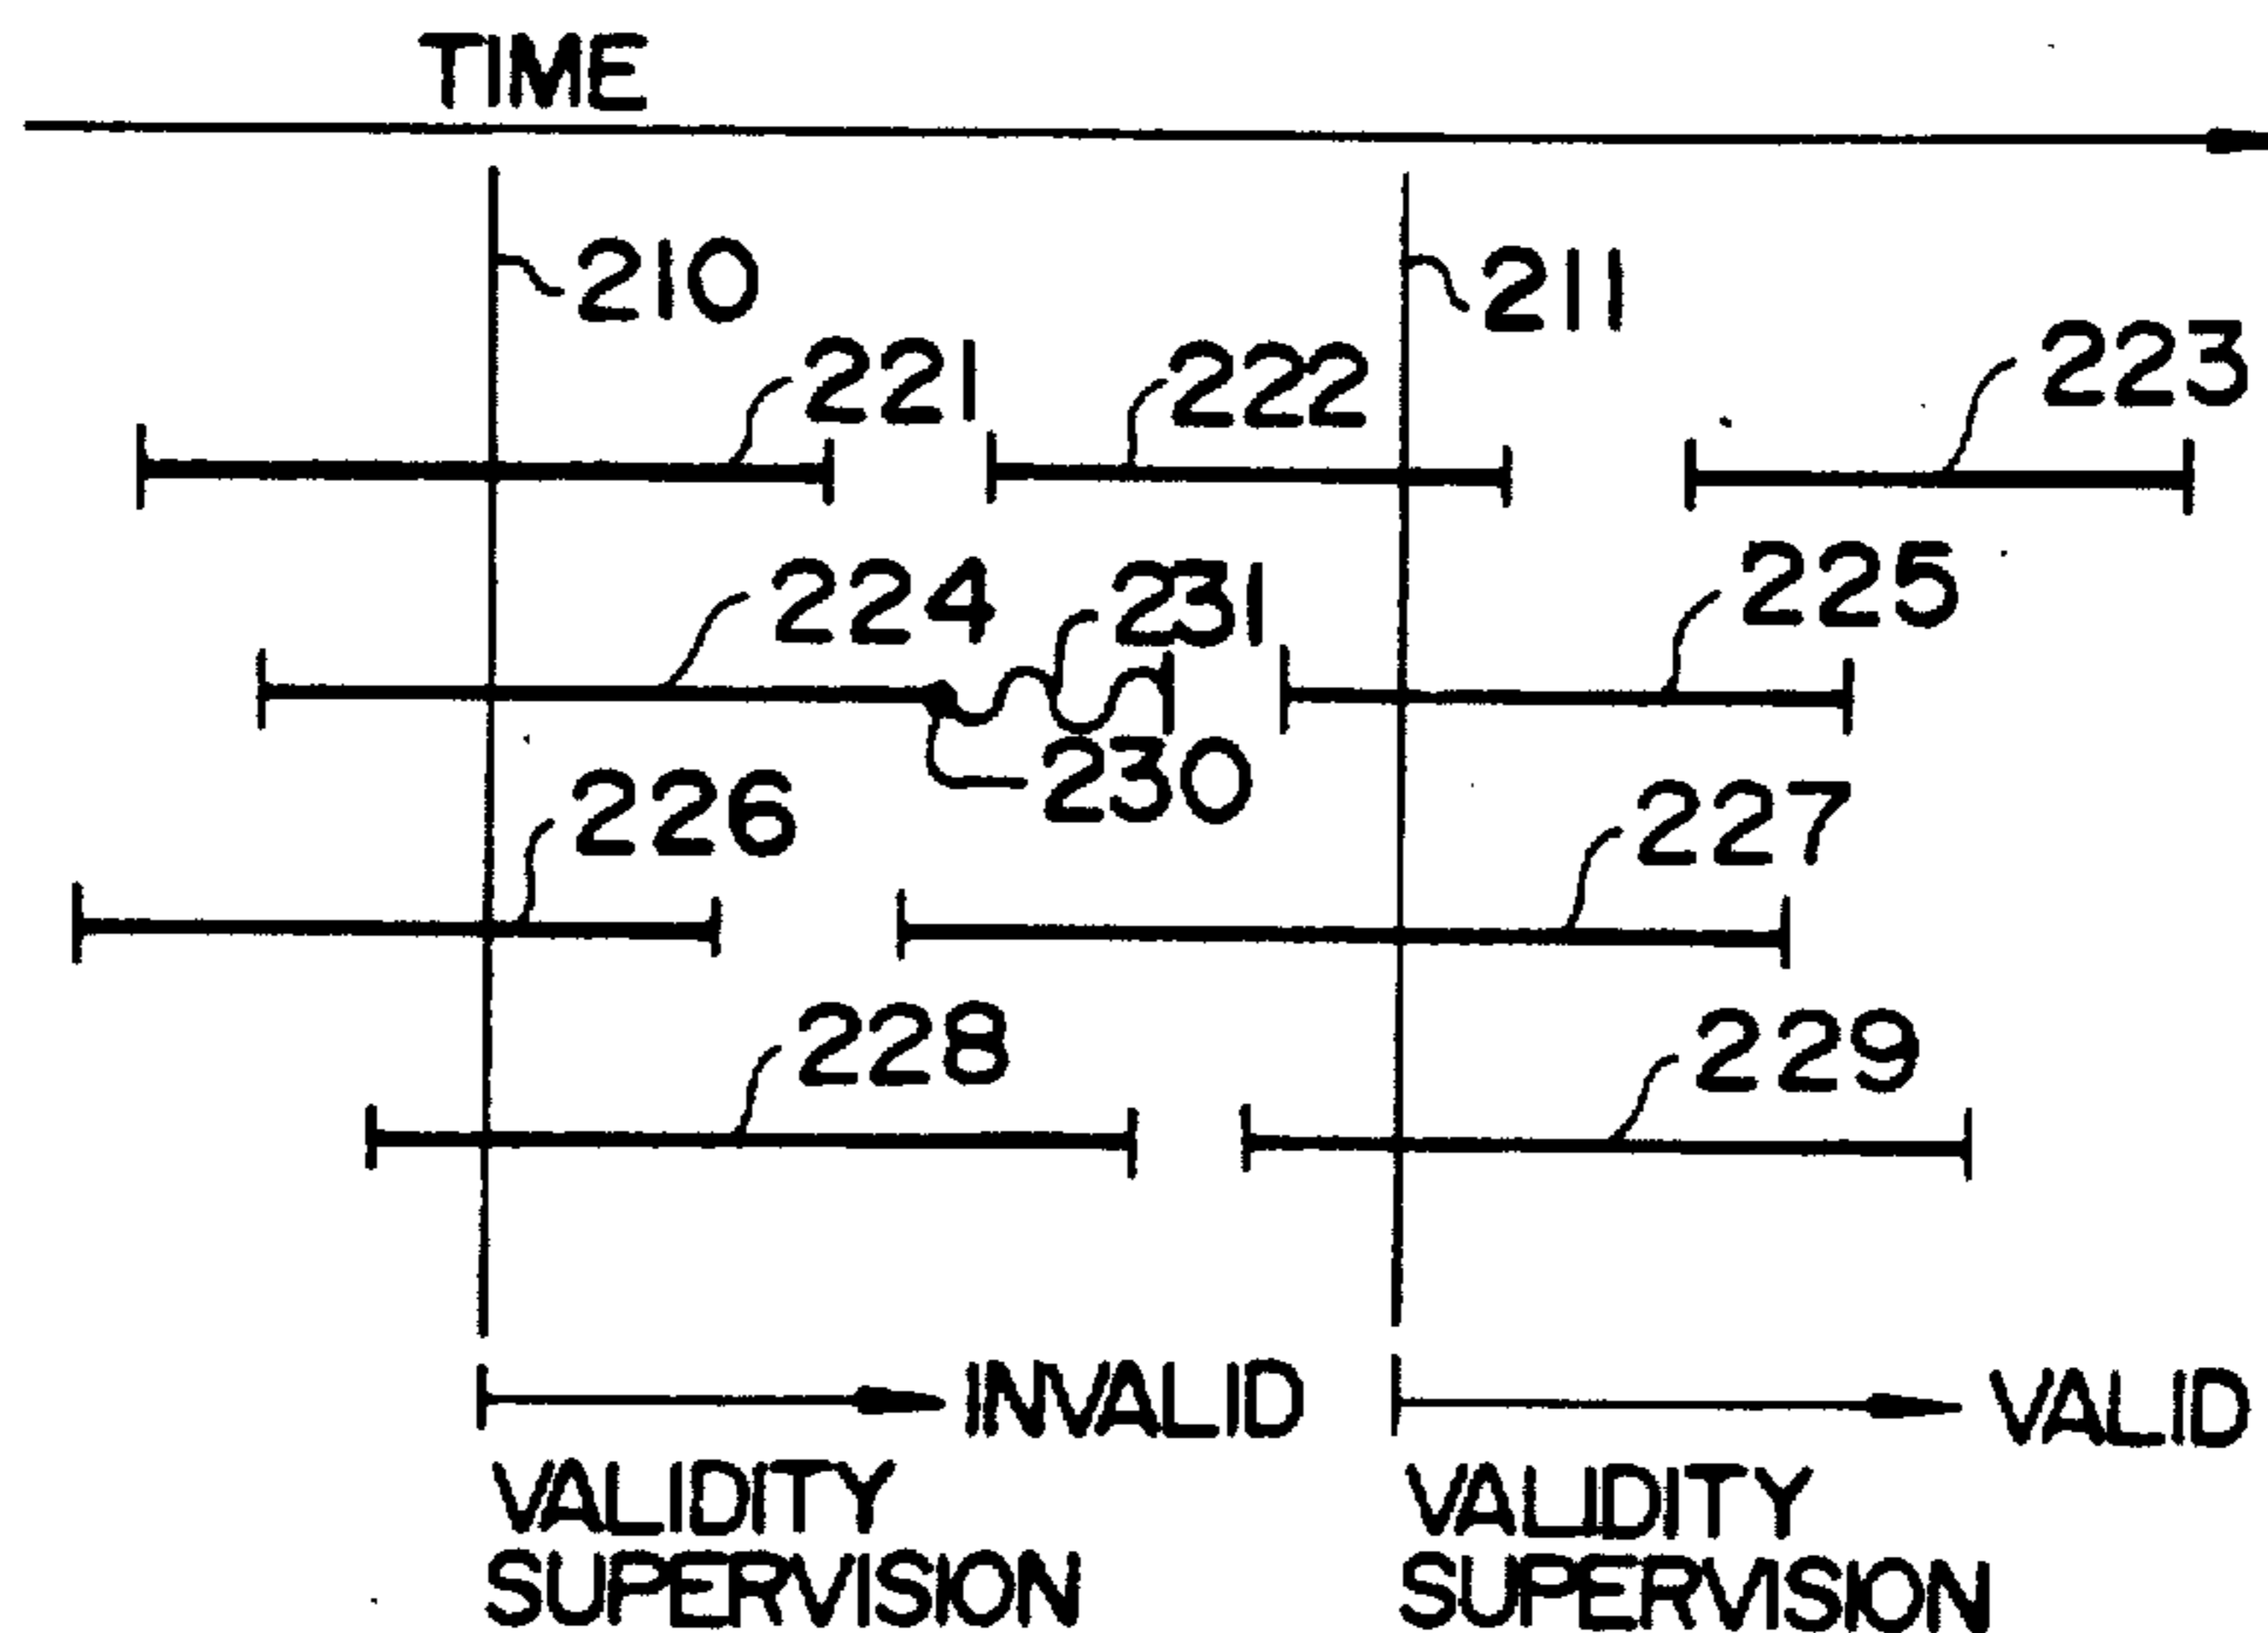 TIME
210
211
221
222
223
224
231
225
230
226
227
228
229
INVALID
VALID
VALIDITY
SUPERVISION
VALIDITY
SUPERVISION